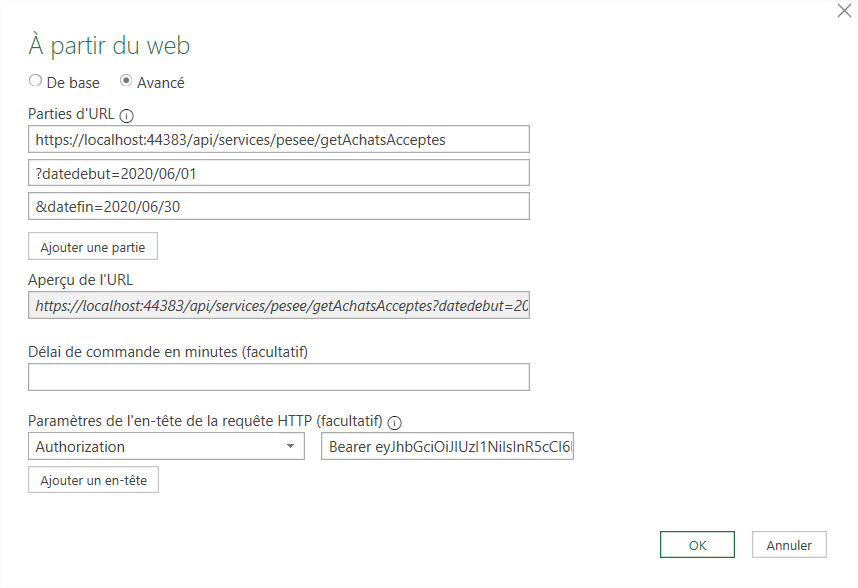 À partir du web
De base Avancé
Parties d'URL
https://localhost:44383/api/services/pesee/getAchatsAcceptes
?datedebut=2020/06/01
&datefin=2020/06/30
Ajouter une partie
Aperçu de l'URL
https://localhost:44383/api/services/pesee/getAchatsAcceptes?datedebut=20
Délai de commande en minutes (facultatif)
Paramètres de l'en-tête de la requête HTTP (facultatif)
Authorization Bearer eyJhbGciOiJIUzI1NiIsInR5cCI6I
Ajouter un en-tête
OK Annuler